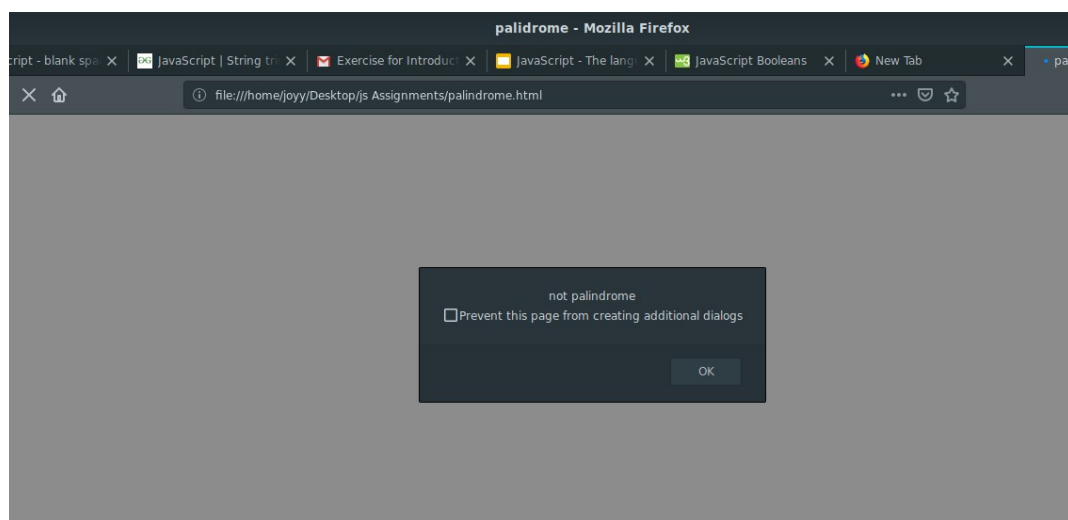 palidrome - Mozilla Firefox
cript - blank spa JavaScript | String tri Exercise for Introduct JavaScript - The lang JavaScript Booleans New Tab pa
file:///home/joyy/Desktop/js Assignments/palindrome.html
not palindrome
Prevent this page from creating additional dialogs
OK